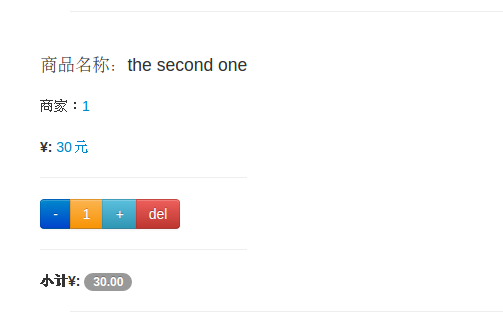 商品名称：the second one
商家：1
¥: 30元
- 1 + del
小计¥: 30.00